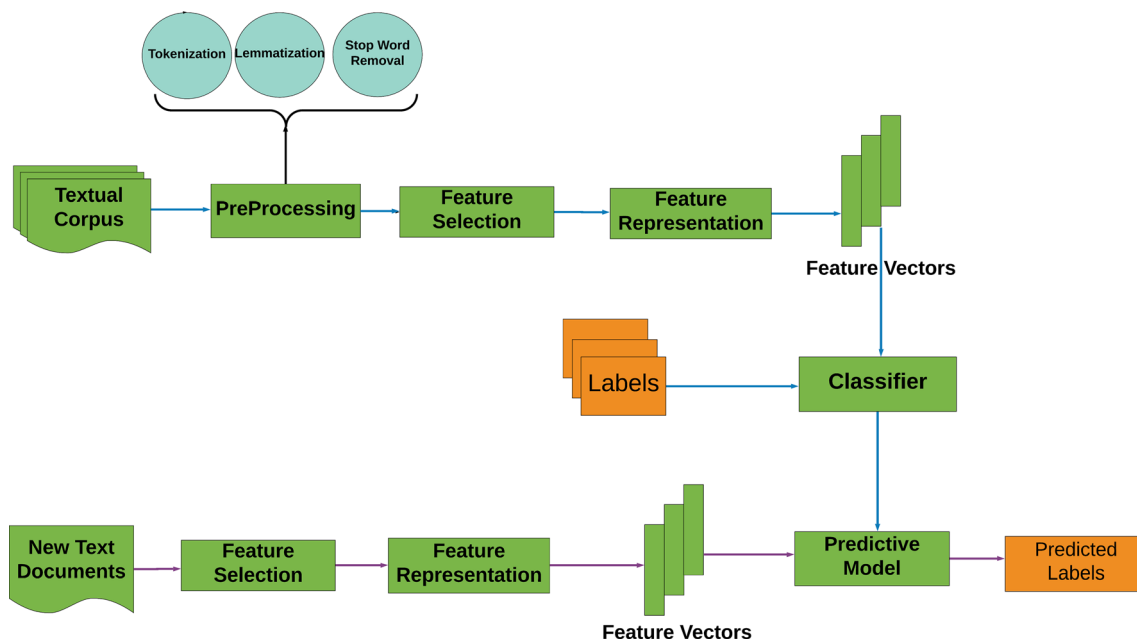 Tokenization
Lemmatization
Stop Word
Removal
Textual
Corpus
PreProcessing
Feature
Selection
Feature
Representation
Feature Vectors
Labels
Classifier
New Text
Documents
Feature
Selection
Feature
Representation
Feature Vectors
Predictive
Model
Predicted
Labels